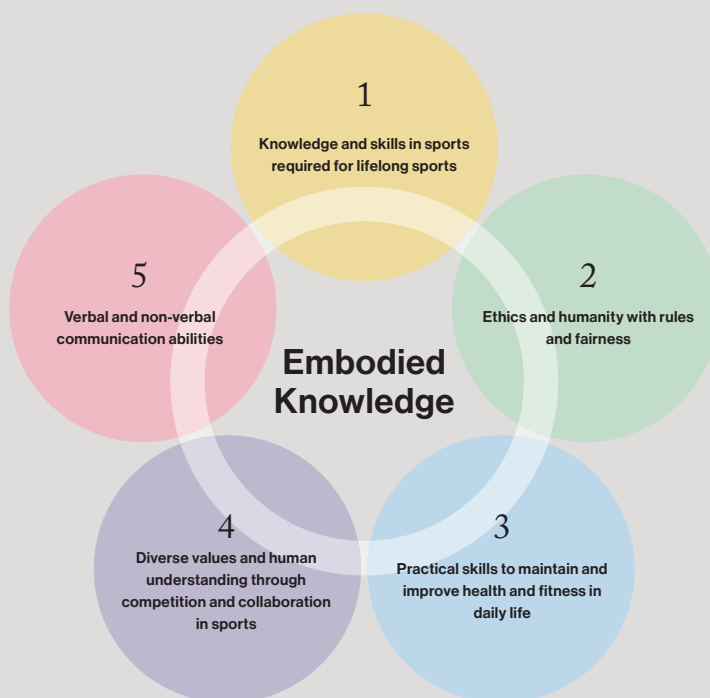 1
Knowledge and skills in sports
required for lifelong sports
2
Ethics and humanity with rules
and fairness
3
Practical skills to maintain and
improve health and fitness in
daily life
4
Diverse values and human
understanding through
competition and collaboration
in sports
5
Verbal and non-verbal
communication abilities
Embodied
Knowledge